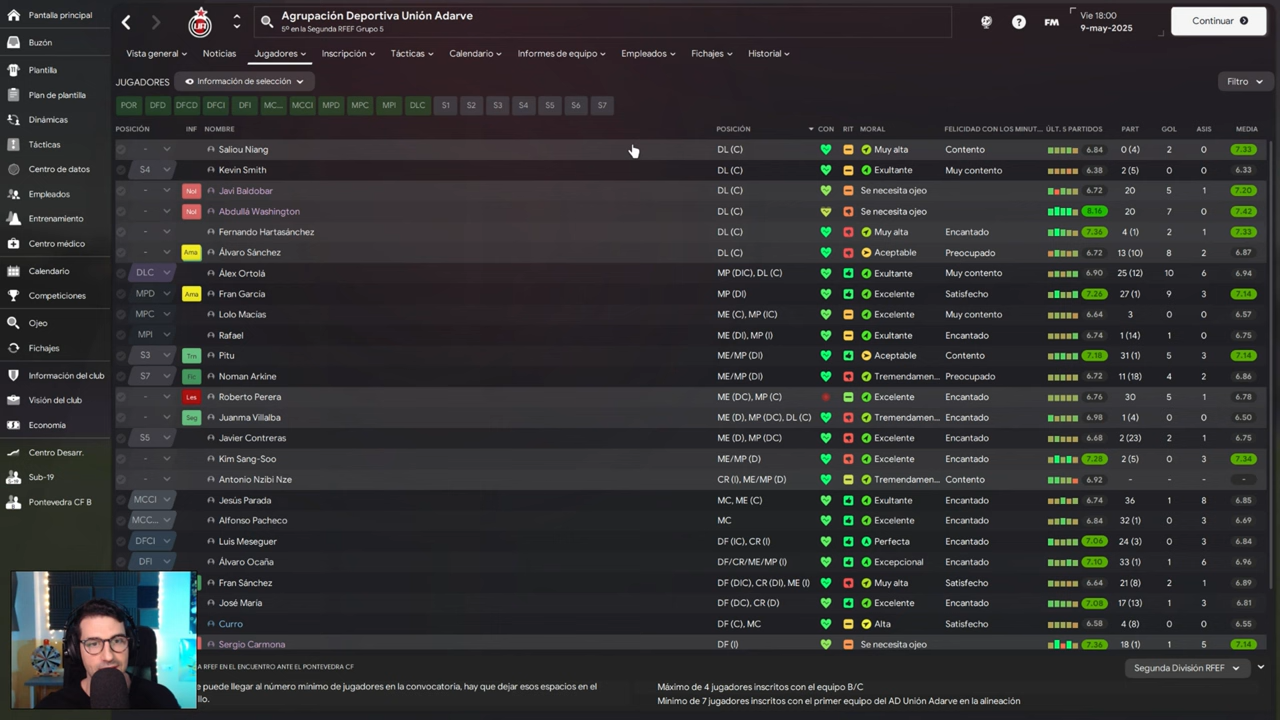 Pantalla principal
Buzón
Plantilla
Plan de plantilla
Dinámicas
Tácticas
Centro de datos
Empleados
Entrenamiento
Centro médico
Calendario
Competiciones
Ojeo
Fichajes
Información del club
Visión del club
Economía
Centro Desarr.
Sub-19
Pontevedra CF B
Agrupación Deportiva Unión Adarve
5º en la Segunda RFEF Grupo 5
FM
Vie 18:00
9-may-2025
Continuar
Vista general
Noticias
Jugadores
Inscripción
Tácticas
Calendario
Informes de equipo
Empleados
Fichajes
Historial
JUGADORES
Información de selección
Filtro
POR DFD DFCD DFCI DFI MC... MCCI MPD MPC MPI DLC S1 S2 S3 S4 S5 S6 S7
POSICIÓN INF NOMBRE POSICIÓN CON RIT MORAL FELICIDAD CON LOS MINUT... ÚLT. 5 PARTIDOS PART GOL ASIS MEDIA
- Saliou Niang DL (C) Muy alta Contento 6.84 0 (4) 2 0 7.33
S4 Kevin Smith DL (C) Exultante Muy contento 6.38 2 (5) 0 0 6.33
- NoI Javi Baldobar DL (C) Se necesita ojeo 6.72 20 5 1 7.20
- NoI Abdullá Washington DL (C) Se necesita ojeo 8.16 20 7 0 7.42
- Fernando Hartasánchez DL (C) Muy alta Encantado 7.36 4 (1) 2 1 7.33
- Ama Álvaro Sánchez DL (C) Aceptable Preocupado 6.72 13 (10) 8 2 6.87
DLC Álex Ortolá MP (DIC), DL (C) Exultante Muy contento 6.90 25 (12) 10 6 6.94
MPD Ama Fran García MP (DI) Excelente Satisfecho 7.26 27 (1) 9 3 7.14
MPC Lolo Macías ME (C), MP (IC) Excelente Muy contento 6.64 3 0 0 6.57
MPI Rafael ME (DI), MP (I) Exultante Encantado 6.74 1 (14) 1 0 6.75
S3 Trn Pitu ME/MP (DI) Aceptable Contento 7.18 31 (1) 5 3 7.14
S7 Fic Noman Arkine ME/MP (DI) Tremendamen... Preocupado 6.72 11 (18) 4 2 6.86
- Les Roberto Perera ME (DC), MP (C) Excelente Encantado 6.76 30 5 1 6.78
- Seg Juanma Villalba ME (D), MP (DC), DL (C) Tremendamen... Encantado 6.98 1 (4) 0 0 6.50
S5 Javier Contreras ME (D), MP (DC) Excelente Encantado 6.68 2 (23) 2 1 6.75
- Kim Sang-Soo ME/MP (D) Excelente Encantado 7.28 2 (5) 0 0 7.34
- Antonio Nzibi Nze CR (I), ME/MP (D) Tremendamen... Contento 6.92 - - - -
MCCI Jesús Parada MC, ME (C) Exultante Encantado 6.74 36 1 8 6.85
MCC... Alfonso Pacheco MC Excelente Encantado 6.84 32 (1) 0 3 6.69
DFCI Luis Meseguer DF (IC), CR (I) Perfecta Encantado 7.06 24 (3) 0 3 6.84
DFI Álvaro Ocaña DF/CR/ME/MP (I) Excepcional Encantado 7.10 33 (1) 1 6 6.96
Fran Sánchez DF (DIC), CR (DI), ME (I) Muy alta Satisfecho 6.64 21 (8) 2 1 6.89
José María DF (DC), CR (D) Excelente Encantado 7.08 17 (13) 1 3 6.81
Curro DF (C), MC Alta Satisfecho 6.58 4 (8) 0 0 6.55
Sergio Carmona DF (I) Se necesita ojeo 7.36 18 (1) 1 5 7.14
RFEF EN EL ENCUENTRO ANTE EL PONTEVEDRA CF
Segunda División RFEF
e puede llegar al número mínimo de jugadores en la convocatoria, hay que dejar esos espacios en el
llo.
Máximo de 4 jugadores inscritos con el equipo B/C
Mínimo de 7 jugadores inscritos con el primer equipo del AD Unión Adarve en la alineación